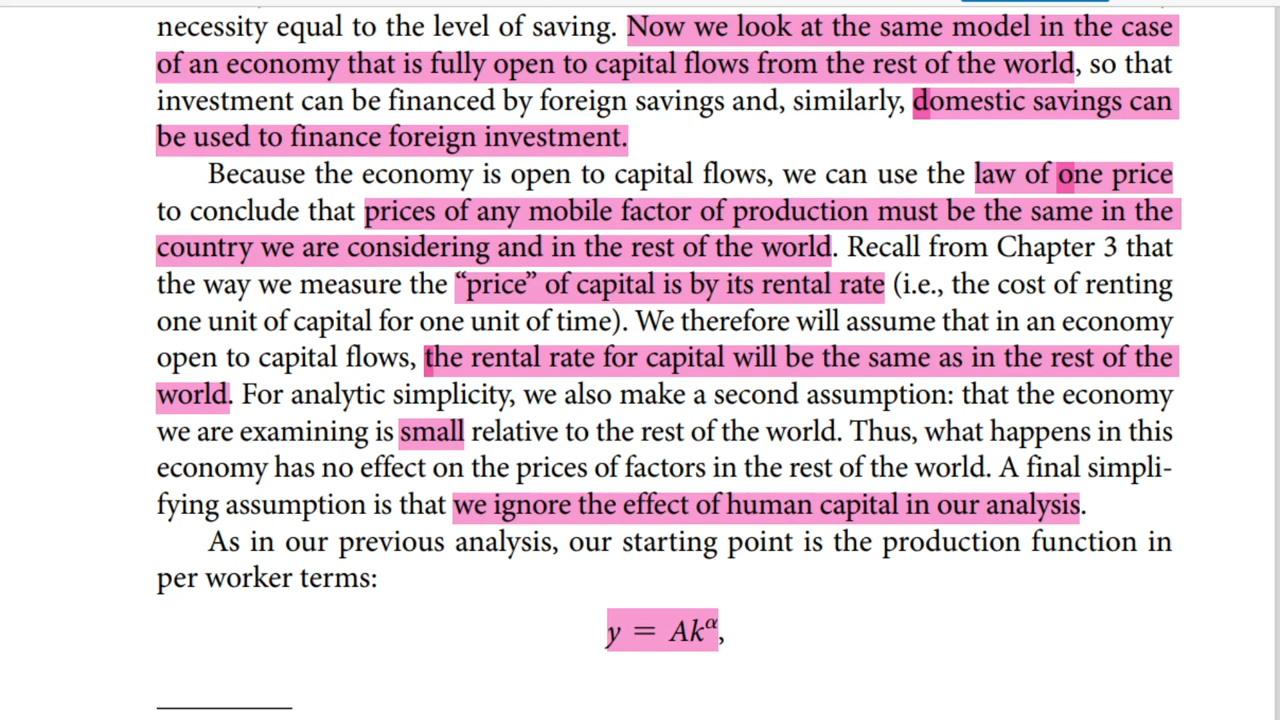 necessity equal to the level of saving. Now we look at the same model in the case
of an economy that is fully open to capital flows from the rest of the world, so that
investment can be financed by foreign savings and, similarly, domestic savings can
be used to finance foreign investment.
Because the economy is open to capital flows, we can use the law of one price
to conclude that prices of any mobile factor of production must be the same in the
country we are considering and in the rest of the world. Recall from Chapter 3 that
the way we measure the “price” of capital is by its rental rate (i.e., the cost of renting
one unit of capital for one unit of time). We therefore will assume that in an economy
open to capital flows, the rental rate for capital will be the same as in the rest of the
world. For analytic simplicity, we also make a second assumption: that the economy
we are examining is small relative to the rest of the world. Thus, what happens in this
economy has no effect on the prices of factors in the rest of the world. A final simpli-
fying assumption is that we ignore the effect of human capital in our analysis.
As in our previous analysis, our starting point is the production function in
per worker terms:
y = Ak^α,